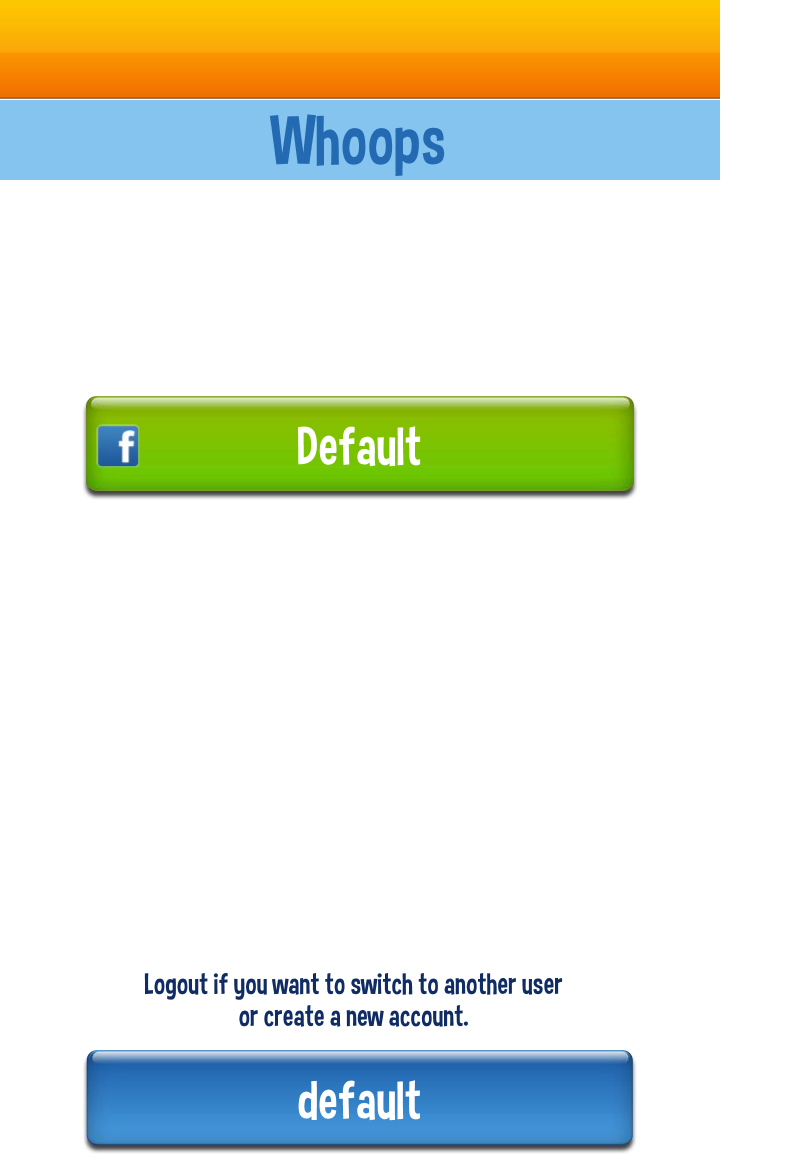 Whoops
f Default
Logout if you want to switch to another user
or create a new account.
default